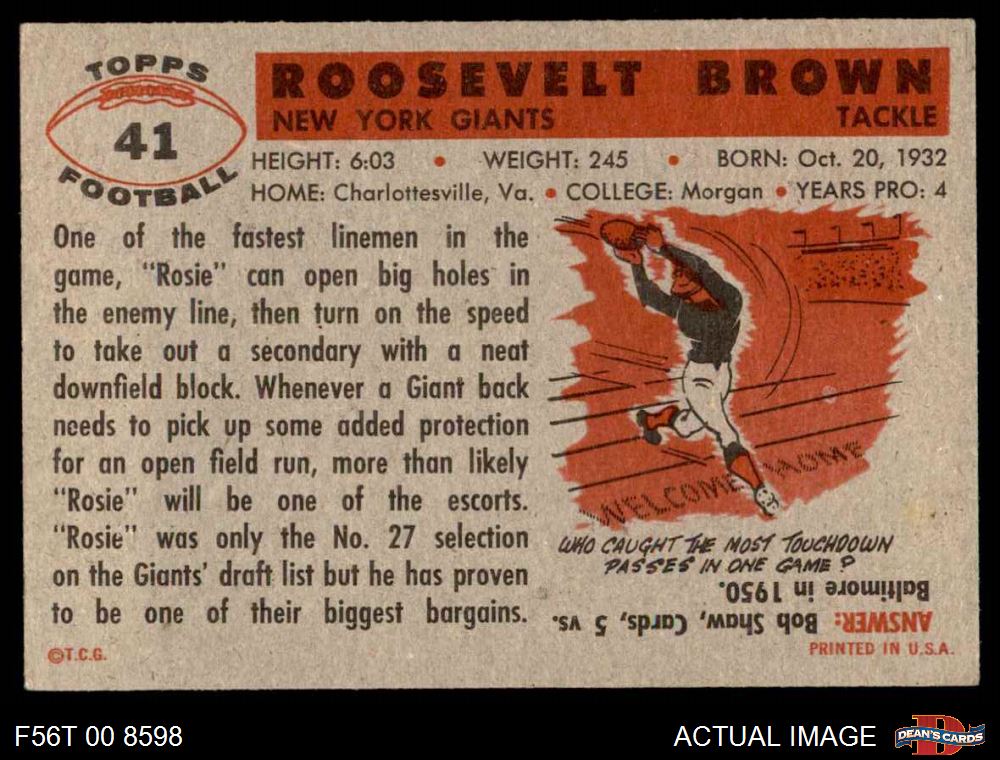 TOPPS
41
FOOTBALL
ROOSEVELT BROWN
NEW YORK GIANTS TACKLE
HEIGHT: 6:03 • WEIGHT: 245 • BORN: Oct. 20, 1932
HOME: Charlottesville, Va. • COLLEGE: Morgan • YEARS PRO: 4
One of the fastest linemen in the
game, "Rosie" can open big holes in
the enemy line, then turn on the speed
to take out a secondary with a neat
downfield block. Whenever a Giant back
needs to pick up some added protection
for an open field run, more than likely
"Rosie" will be one of the escorts.
"Rosie" was only the No. 27 selection
on the Giants' draft list but he has proven
to be one of their biggest bargains.
©T.C.G.
WELCOME HOME
WHO CAUGHT THE MOST TOUCHDOWN
PASSES IN ONE GAME?
ANSWER: Bob Shaw, Cards, 5 vs.
Baltimore in 1950.
PRINTED IN U.S.A.
F56T 00 8598
ACTUAL IMAGE
D
DEAN'S CARDS